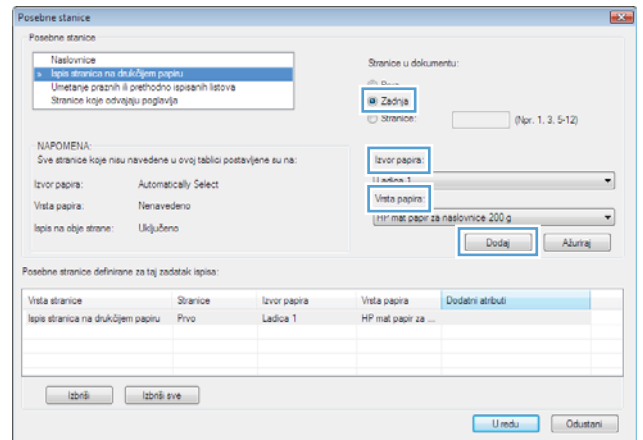 Posebne stanice
Posebne stanice
Naslovnice
» Ispis stranica na drukčijem papiru
Umetanje praznih ili prethodno ispisanih listova
Stranice koje odvajaju poglavlja
Stranice u dokumentu:
Prva
Zadnja
Stranice: (Npr. 1, 3, 5-12)
NAPOMENA:
Sve stranice koje nisu navedene u ovoj tablici postavljene su na:
Izvor papira: Automatically Select
Vrsta papira: Nenavedeno
Ispis na obje strane: Uključeno
Izvor papira:
Ladica 1
Vrsta papira:
HP mat papir za naslovnice 200 g
Dodaj Ažuriraj
Posebne stranice definirane za taj zadatak ispisa:
Vrsta stranice Stranice Izvor papira Vrsta papira Dodatni atributi
Ispis stranica na drukčijem papiru Prvo Ladica 1 HP mat papir za ...
Izbriši Izbriši sve
U redu Odustani